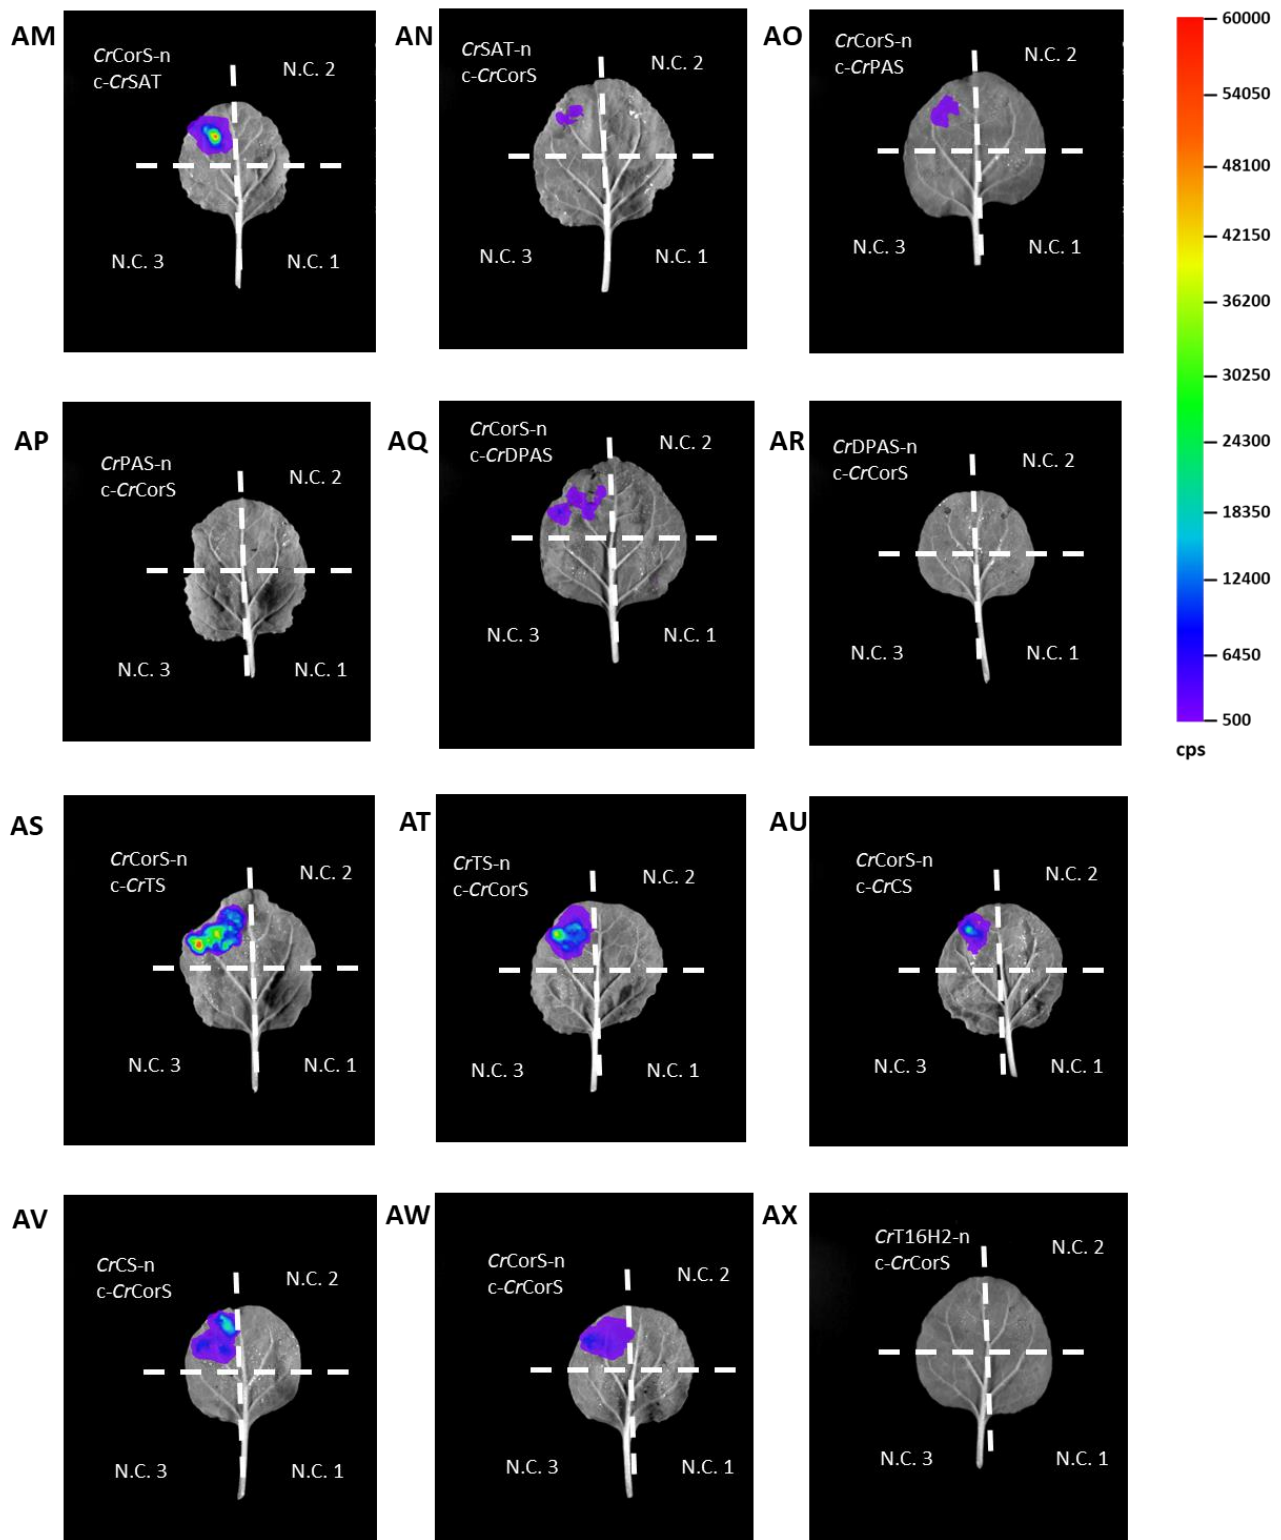 AM
CrCorS-n
c-CrSAT
N.C. 2
N.C. 3
N.C. 1
AN
CrSAT-n
c-CrCorS
N.C. 2
N.C. 3
N.C. 1
AO
CrCorS-n
c-CrPAS
N.C. 2
N.C. 3
N.C. 1
60000
54050
48100
42150
36200
30250
24300
18350
12400
6450
500
cps
AP
CrPAS-n
c-CrCorS
N.C. 2
N.C. 3
N.C. 1
AQ
CrCorS-n
c-CrDPAS
N.C. 2
N.C. 3
N.C. 1
AR
CrDPAS-n
c-CrCorS
N.C. 2
N.C. 3
N.C. 1
AS
CrCorS-n
c-CrTS
N.C. 2
N.C. 3
N.C. 1
AT
CrTS-n
c-CrCorS
N.C. 2
N.C. 3
N.C. 1
AU
CrCorS-n
c-CrCS
N.C. 2
N.C. 3
N.C. 1
AV
CrCS-n
c-CrCorS
N.C. 2
N.C. 3
N.C. 1
AW
CrCorS-n
c-CrCorS
N.C. 2
N.C. 3
N.C. 1
AX
CrT16H2-n
c-CrCorS
N.C. 2
N.C. 3
N.C. 1